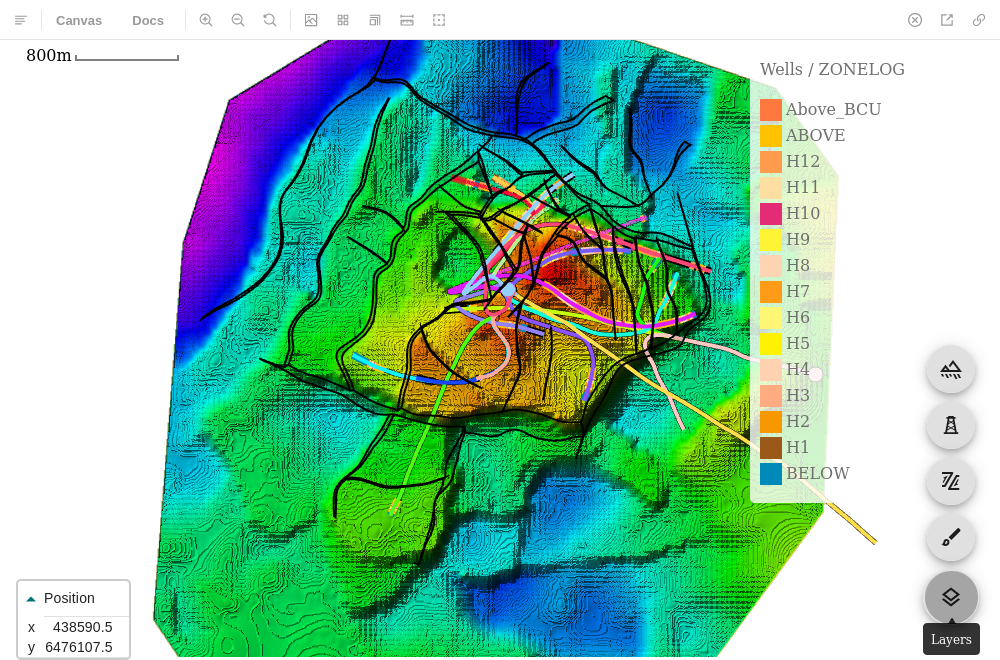 Canvas Docs
800m
Wells / ZONELOG
Above_BCU
ABOVE
H12
H11
H10
H9
H8
H7
H6
H5
H4
H3
H2
H1
BELOW
Position
x 438590.5
y 6476107.5
Layers